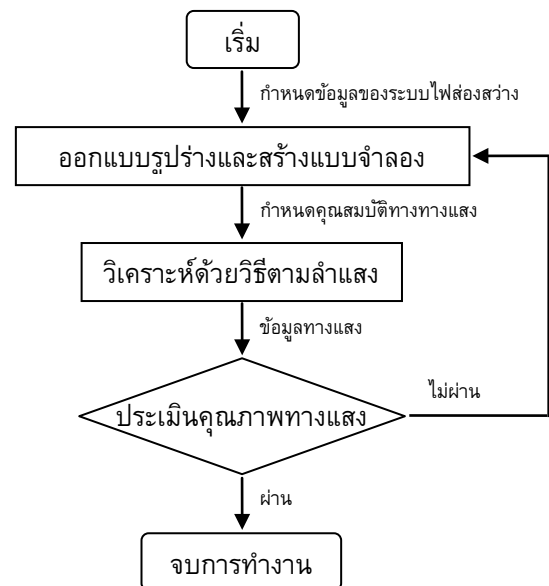 เริ่ม
กำหนดข้อมูลของระบบไฟส่องสว่าง
ออกแบบรูปร่างและสร้างแบบจำลอง
กำหนดคุณสมบัติทางทางแสง
วิเคราะห์ด้วยวิธีตามลำแสง
ข้อมูลทางแสง
ประเมินคุณภาพทางแสง
ไม่ผ่าน
ผ่าน
จบการทำงาน